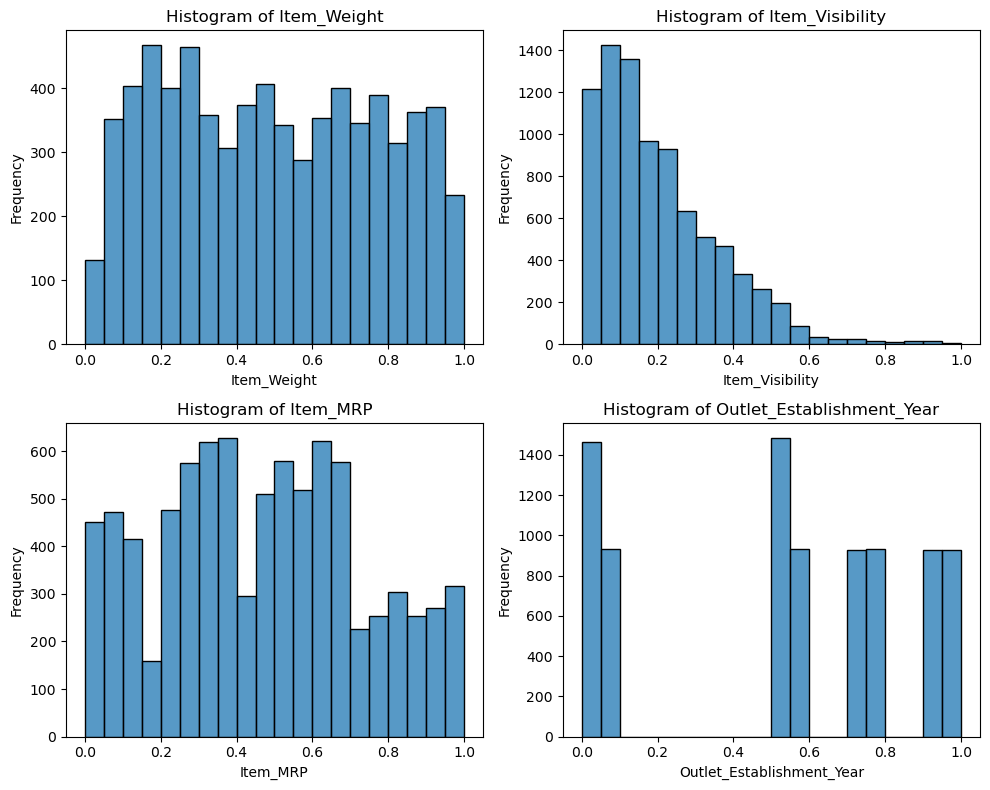 Histogram of Item_Weight
Frequency
400
300
200
100
0
0.0 0.2 0.4 0.6 0.8 1.0
Item_Weight
Histogram of Item_Visibility
Frequency
1400
1200
1000
800
600
400
200
0
0.0 0.2 0.4 0.6 0.8 1.0
Item_Visibility
Histogram of Item_MRP
Frequency
600
500
400
300
200
100
0
0.0 0.2 0.4 0.6 0.8 1.0
Item_MRP
Histogram of Outlet_Establishment_Year
Frequency
1400
1200
1000
800
600
400
200
0
0.0 0.2 0.4 0.6 0.8 1.0
Outlet_Establishment_Year